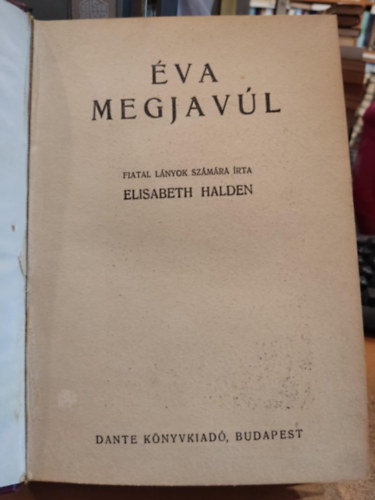 ÉVA
MEGJAVÚL
FIATAL LÁNYOK SZÁMÁRA ÍRTA
ELISABETH HALDEN
DANTE KÖNYVKIADÓ, BUDAPEST